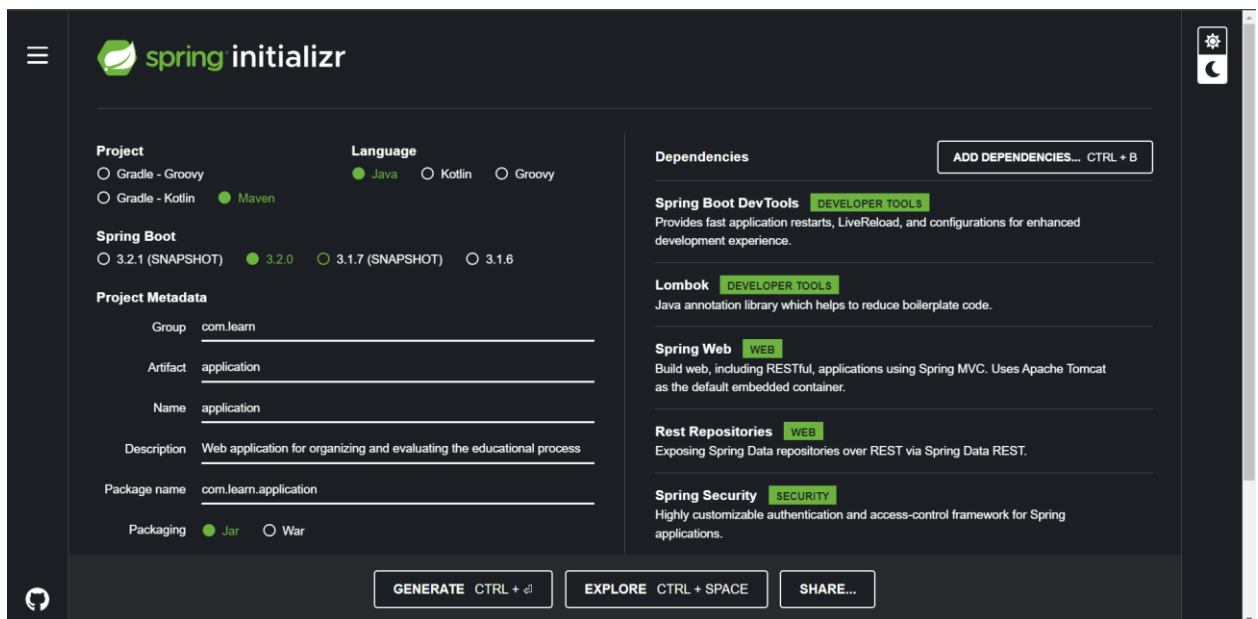 spring initializr
Project
Gradle - Groovy
Gradle - Kotlin Maven
Language
Java Kotlin Groovy
Spring Boot
3.2.1 (SNAPSHOT) 3.2.0 3.1.7 (SNAPSHOT) 3.1.6
Project Metadata
Group com.learn
Artifact application
Name application
Description Web application for organizing and evaluating the educational process
Package name com.learn.application
Packaging Jar War
Dependencies ADD DEPENDENCIES... CTRL + B
Spring Boot DevTools DEVELOPER TOOLS
Provides fast application restarts, LiveReload, and configurations for enhanced
development experience.
Lombok DEVELOPER TOOLS
Java annotation library which helps to reduce boilerplate code.
Spring Web WEB
Build web, including RESTful, applications using Spring MVC. Uses Apache Tomcat
as the default embedded container.
Rest Repositories WEB
Exposing Spring Data repositories over REST via Spring Data REST.
Spring Security SECURITY
Highly customizable authentication and access-control framework for Spring
applications.
GENERATE CTRL + ⏎ EXPLORE CTRL + SPACE SHARE...